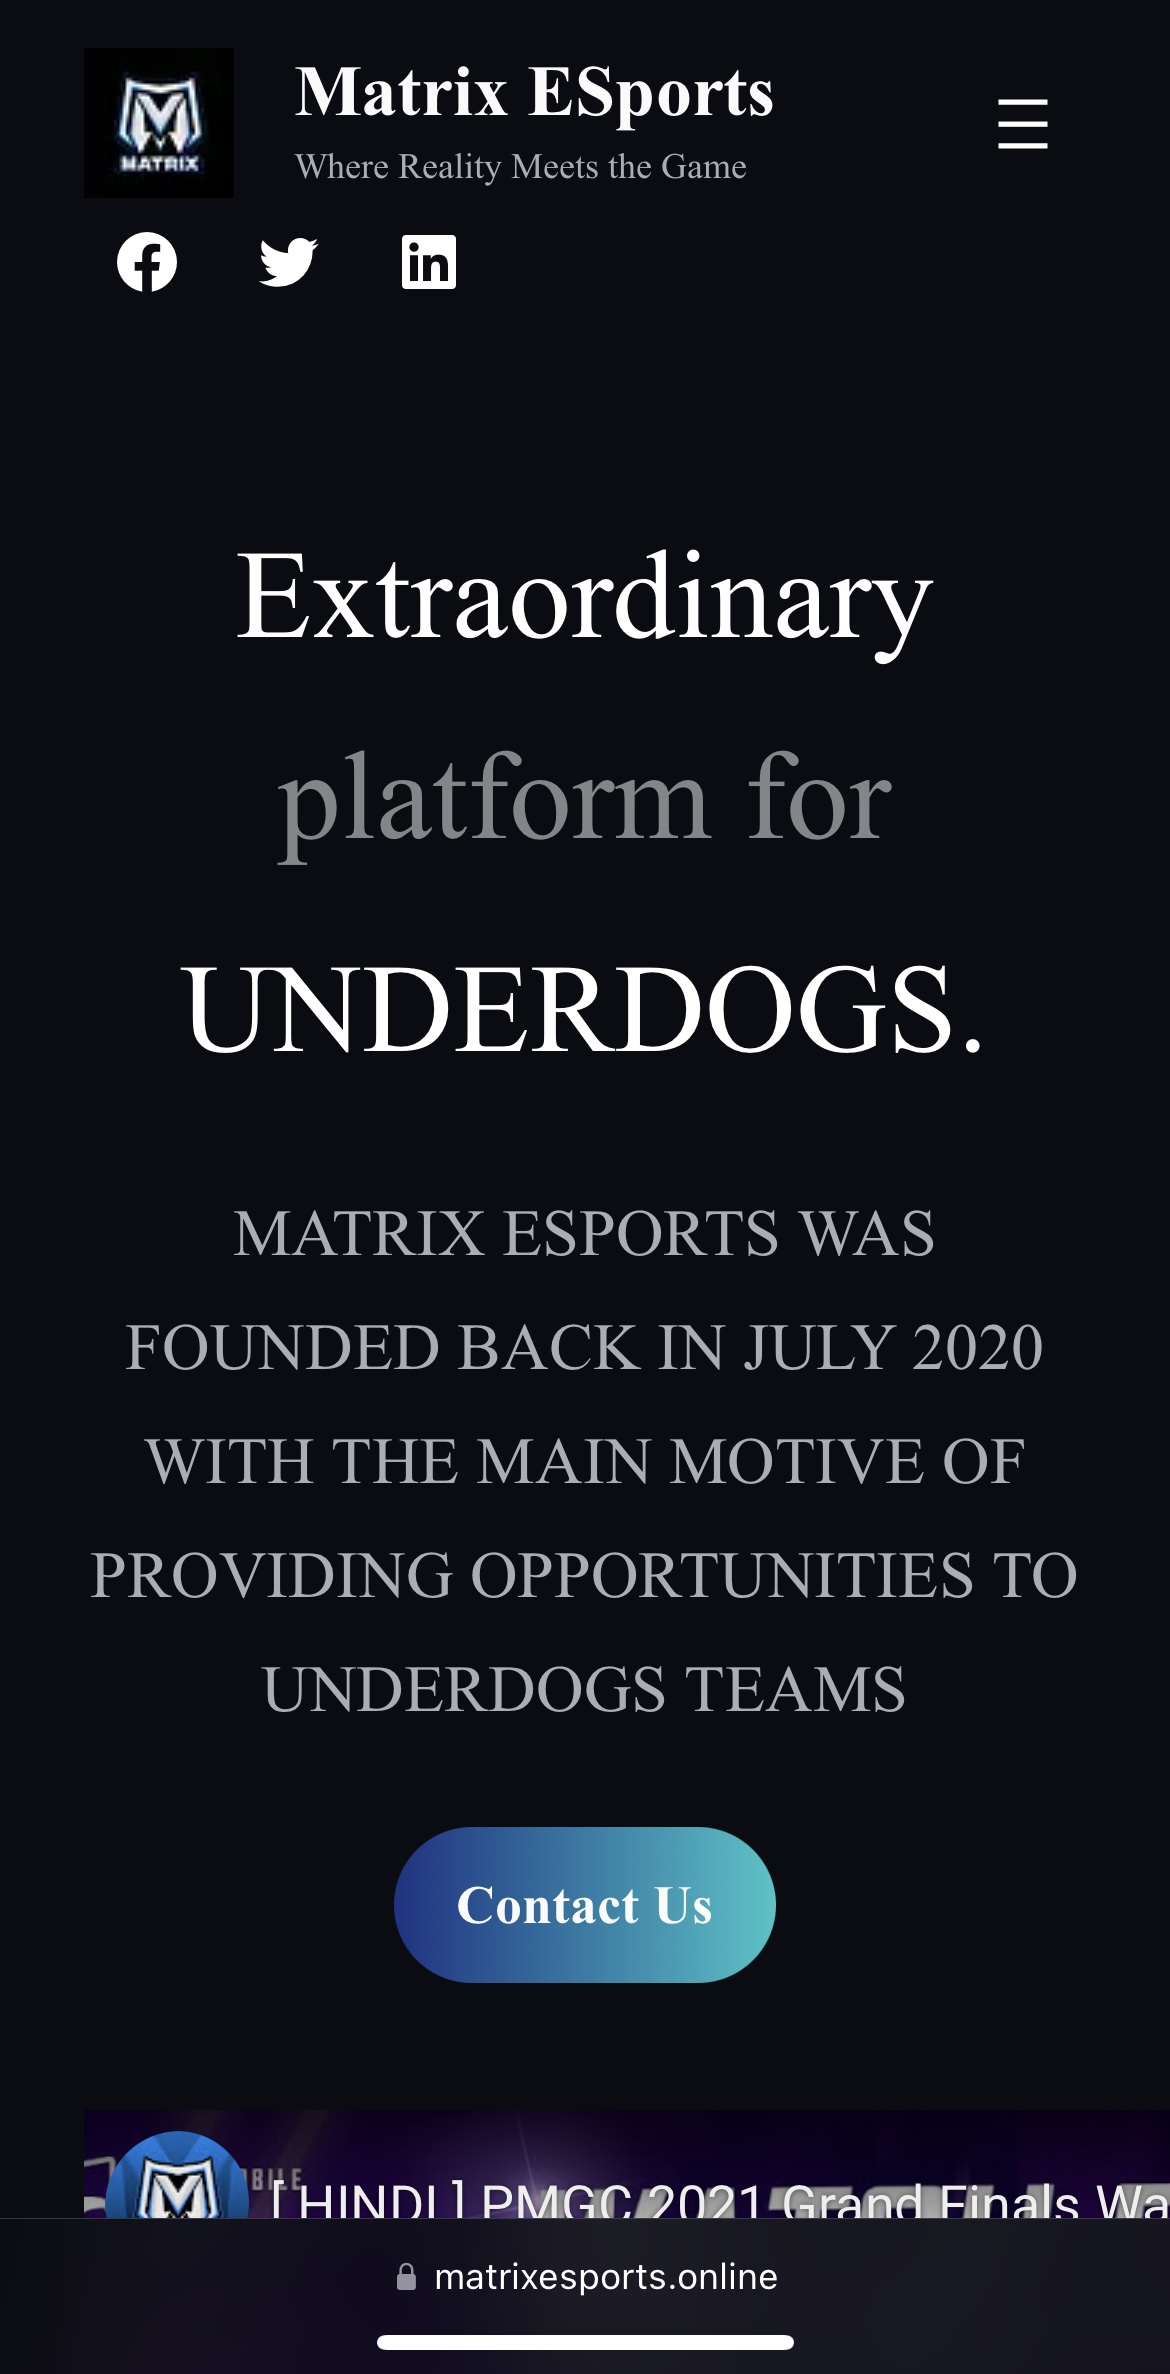 Matrix ESports
MATRIX
Where Reality Meets the Game
in
Extraordinary
platform for
UNDERDOGS.
MATRIX ESPORTS WAS
FOUNDED BACK IN JULY 2020
WITH THE MAIN MOTIVE OF
PROVIDING OPPORTUNITIES TO
UNDERDOGS TEAMS
Contact Us
[ HINDI ] PMGC 2021 Grand Finals Wa
matrixesports.online